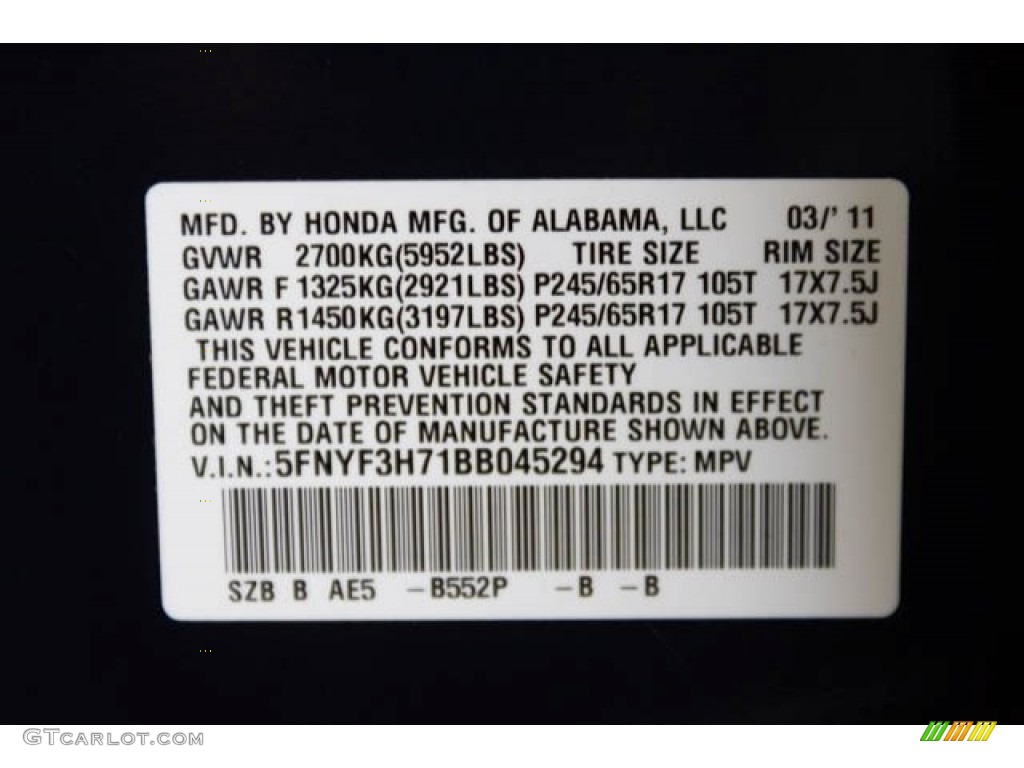 MFD. BY HONDA MFG. OF ALABAMA, LLC 03/' 11
GVWR 2700KG(5952LBS) TIRE SIZE RIM SIZE
GAWR F 1325KG(2921LBS) P245/65R17 105T 17X7.5J
GAWR R1450KG(3197LBS) P245/65R17 105T 17X7.5J
THIS VEHICLE CONFORMS TO ALL APPLICABLE
FEDERAL MOTOR VEHICLE SAFETY
AND THEFT PREVENTION STANDARDS IN EFFECT
ON THE DATE OF MANUFACTURE SHOWN ABOVE.
V.I.N.:5FNYF3H71BB045294 TYPE: MPV
SZB B AE5 -B552P -B -B
GTCARLOT.COM